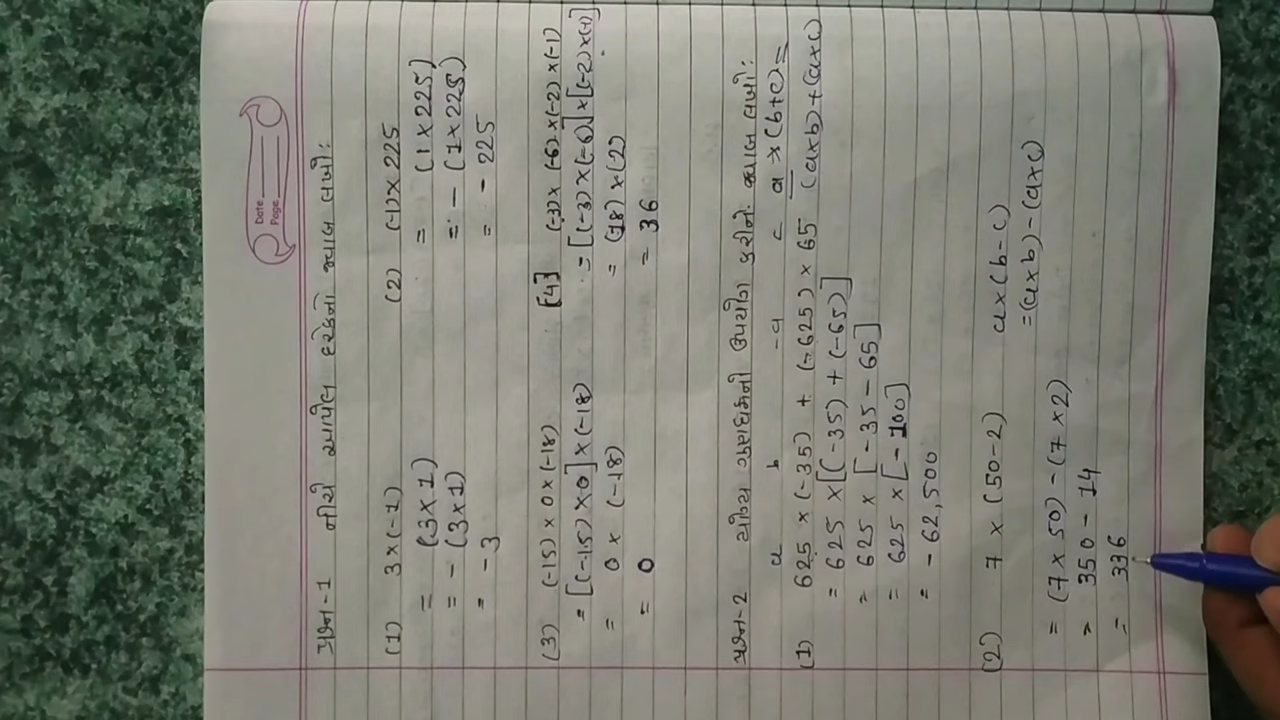 Date
Page
પ્રશ્ન-1 નીચે આપેલ દરેકનો જવાબ લખો:
(1) 3×(-1)
= (3×1)
= - (3×1)
= -3
(2) (-1)×225
= (1×225)
= - (1×225)
= - 225
(3) (-15)×0×(-18)
= [(-15)×0]×(-18)
= 0×(-18)
= 0
[4] (-3)×(-6)×(-2)×(-1)
= [(-3)×(-6)]×[(-2)×(-1)]
= (18)×(2)
= 36
પ્રશ્ન-2 યોગ્ય ગુણધર્મનો ઉપયોગ કરીને જવાબ લખો:
a b -a c a×(b+c)=
(1) 625×(-35) + (-625)×65 (a×b)+(a×c)
= 625×[(-35)+(-65)]
= 625×[-35-65]
= 625×[-100]
= -62,500
(2) 7×(50-2) a×(b-c)
=(a×b)-(a×c)
= (7×50)-(7×2)
= 350-14
= 336